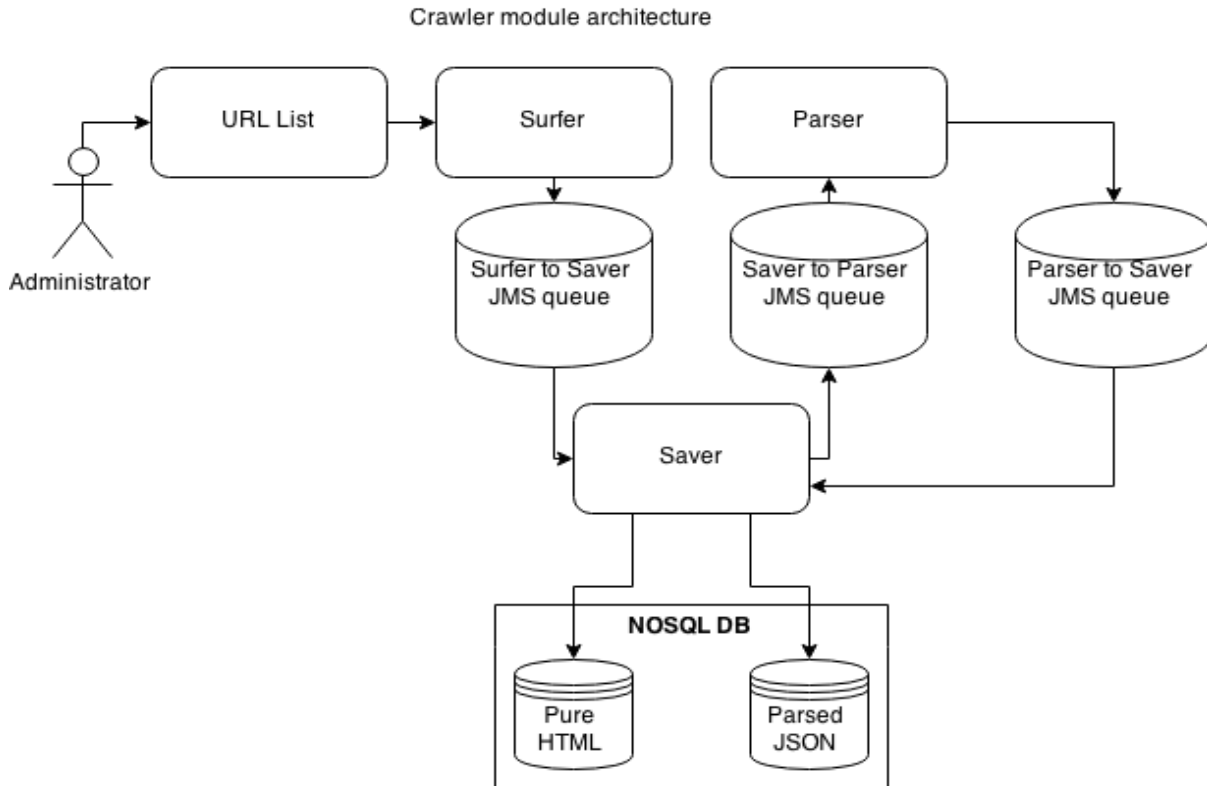 Crawler module architecture
URL List
Surfer
Parser
Administrator
Surfer to Saver
JMS queue
Saver to Parser
JMS queue
Parser to Saver
JMS queue
Saver
NOSQL DB
Pure
HTML
Parsed
JSON